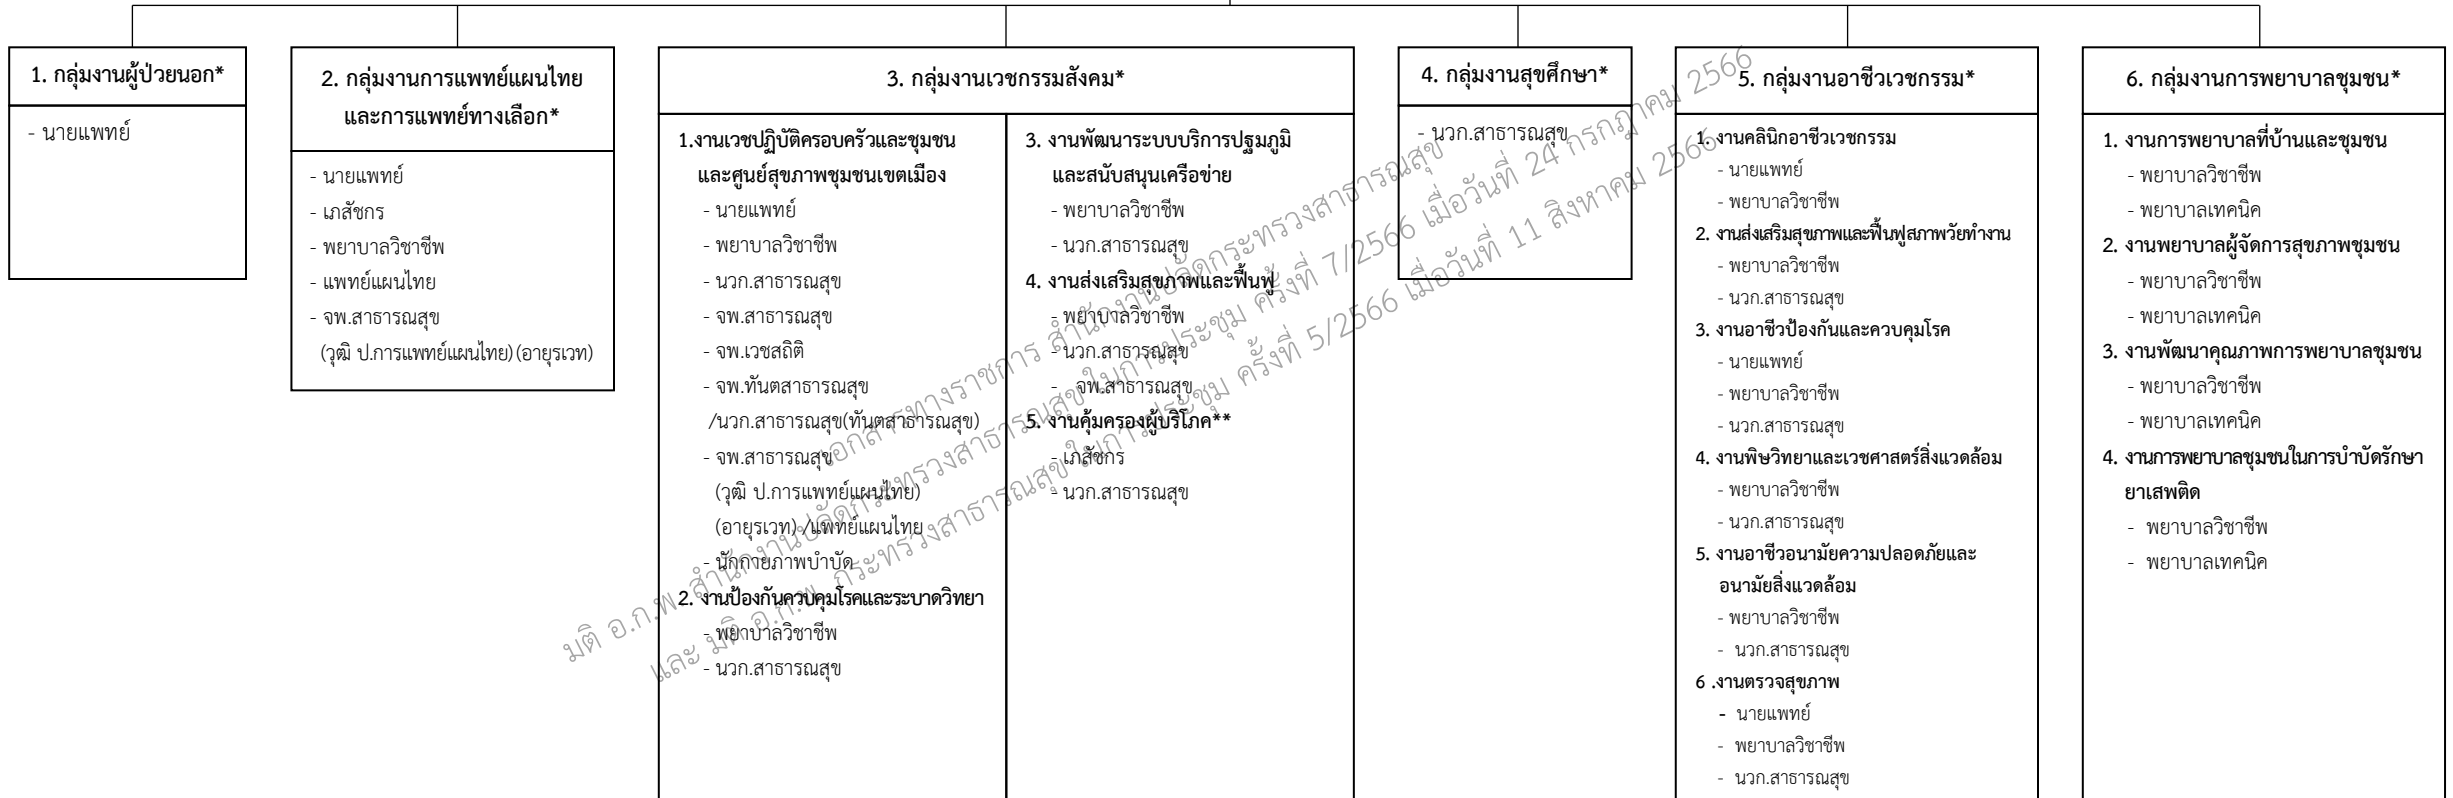 1. กลุ่มงานผู้ป่วยนอก*
- นายแพทย์
2. กลุ่มงานการแพทย์แผนไทย
และการแพทย์ทางเลือก*
- นายแพทย์
- เภสัชกร
- พยาบาลวิชาชีพ
- แพทย์แผนไทย
- จพ.สาธารณสุข
(วุฒิ ป.การแพทย์แผนไทย)(อายุรเวท)
3. กลุ่มงานเวชกรรมสังคม*
1.งานเวชปฏิบัติครอบครัวและชุมชน
และศูนย์สุขภาพชุมชนเขตเมือง
- นายแพทย์
- พยาบาลวิชาชีพ
- นวก.สาธารณสุข
- จพ.สาธารณสุข
- จพ.เวชสถิติ
- จพ.ทันตสาธารณสุข
/นวก.สาธารณสุข(ทันตสาธารณสุข)
- จพ.สาธารณสุข
(วุฒิ ป.การแพทย์แผนไทย)
(อายุรเวท) /แพทย์แผนไทย
- นักกายภาพบำบัด
2. งานป้องกันควบคุมโรคและระบาดวิทยา
- พยาบาลวิชาชีพ
- นวก.สาธารณสุข
3. งานพัฒนาระบบบริการปฐมภูมิ
และสนับสนุนเครือข่าย
- พยาบาลวิชาชีพ
- นวก.สาธารณสุข
4. งานส่งเสริมสุขภาพและฟื้นฟู
- พยาบาลวิชาชีพ
- นวก.สาธารณสุข
- จพ.สาธารณสุข
5. งานคุ้มครองผู้บริโภค**
- เภสัชกร
- นวก.สาธารณสุข
4. กลุ่มงานสุขศึกษา*
- นวก.สาธารณสุข
5. กลุ่มงานอาชีวเวชกรรม*
1. งานคลินิกอาชีวเวชกรรม
- นายแพทย์
- พยาบาลวิชาชีพ
2. งานส่งเสริมสุขภาพและฟื้นฟูสภาพวัยทำงาน
- พยาบาลวิชาชีพ
- นวก.สาธารณสุข
3. งานอาชีวป้องกันและควบคุมโรค
- นายแพทย์
- พยาบาลวิชาชีพ
- นวก.สาธารณสุข
4. งานพิษวิทยาและเวชศาสตร์สิ่งแวดล้อม
- พยาบาลวิชาชีพ
- นวก.สาธารณสุข
5. งานอาชีวอนามัยความปลอดภัยและ
อนามัยสิ่งแวดล้อม
- พยาบาลวิชาชีพ
- นวก.สาธารณสุข
6 .งานตรวจสุขภาพ
- นายแพทย์
- พยาบาลวิชาชีพ
- นวก.สาธารณสุข
6. กลุ่มงานการพยาบาลชุมชน*
1. งานการพยาบาลที่บ้านและชุมชน
- พยาบาลวิชาชีพ
- พยาบาลเทคนิค
2. งานพยาบาลผู้จัดการสุขภาพชุมชน
- พยาบาลวิชาชีพ
- พยาบาลเทคนิค
3. งานพัฒนาคุณภาพการพยาบาลชุมชน
- พยาบาลวิชาชีพ
- พยาบาลเทคนิค
4. งานการพยาบาลชุมชนในการบำบัดรักษา
ยาเสพติด
- พยาบาลวิชาชีพ
- พยาบาลเทคนิค
เอกสารทางราชการ สำนักงานปลัดกระทรวงสาธารณสุข
มติ อ.ก.พ. สำนักงานปลัดกระทรวงสาธารณสุข ในการประชุม ครั้งที่ 7/2566 เมื่อวันที่ 24 กรกฎาคม 2566
และ มติ อ.ก.พ. กระทรวงสาธารณสุข ในการประชุม ครั้งที่ 5/2566 เมื่อวันที่ 11 สิงหาคม 2566